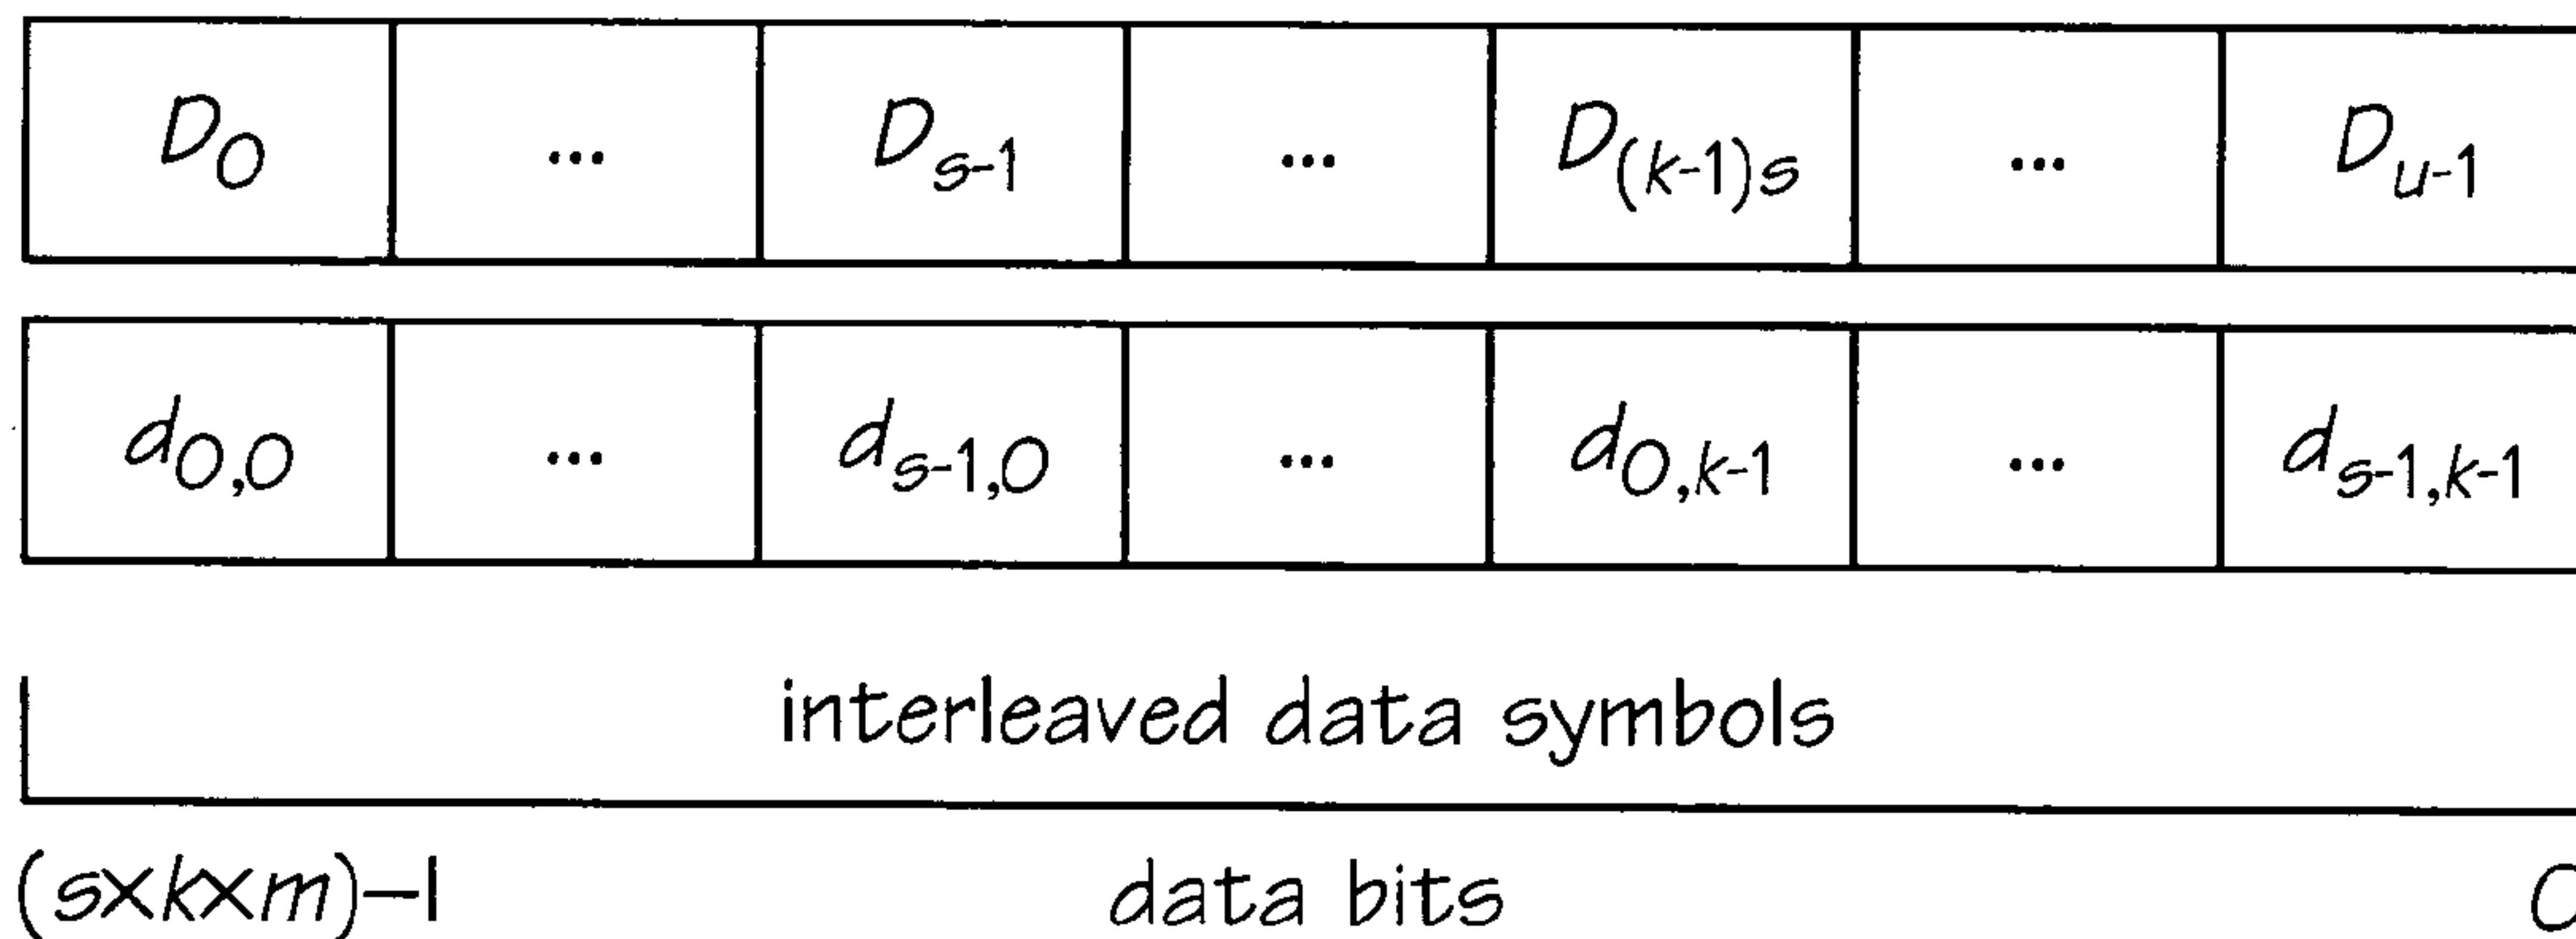 D0 ... Ds-1 ... D(k-1)s ... Du-1
d0,0 ... ds-1,0 ... d0,k-1 ... ds-1,k-1
interleaved data symbols
(s×k×m)–1 data bits 0